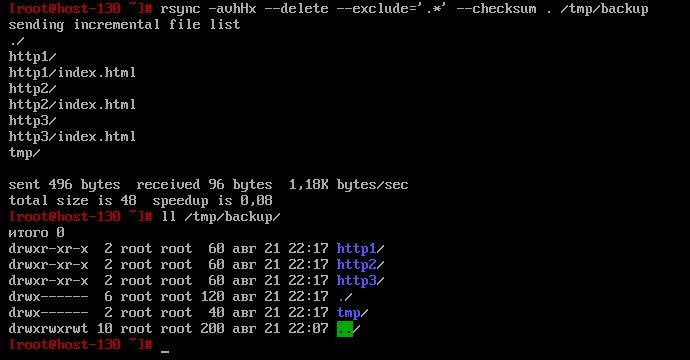 [root@host-130 ~]# rsync -avhHx --delete --exclude='.*' --checksum . /tmp/backup
sending incremental file list
./
http1/
http1/index.html
http2/
http2/index.html
http3/
http3/index.html
tmp/
sent 496 bytes  received 96 bytes  1,18K bytes/sec
total size is 48  speedup is 0,08
[root@host-130 ~]# ll /tmp/backup/
итого 0
drwxr-xr-x  2 root root  60 авг 21 22:17 http1/
drwxr-xr-x  2 root root  60 авг 21 22:17 http2/
drwxr-xr-x  2 root root  60 авг 21 22:17 http3/
drwx------  6 root root 120 авг 21 22:17 ./
drwx------  2 root root  40 авг 21 22:17 tmp/
drwxrwxrwt 10 root root 200 авг 21 22:07 ../
[root@host-130 ~]# _